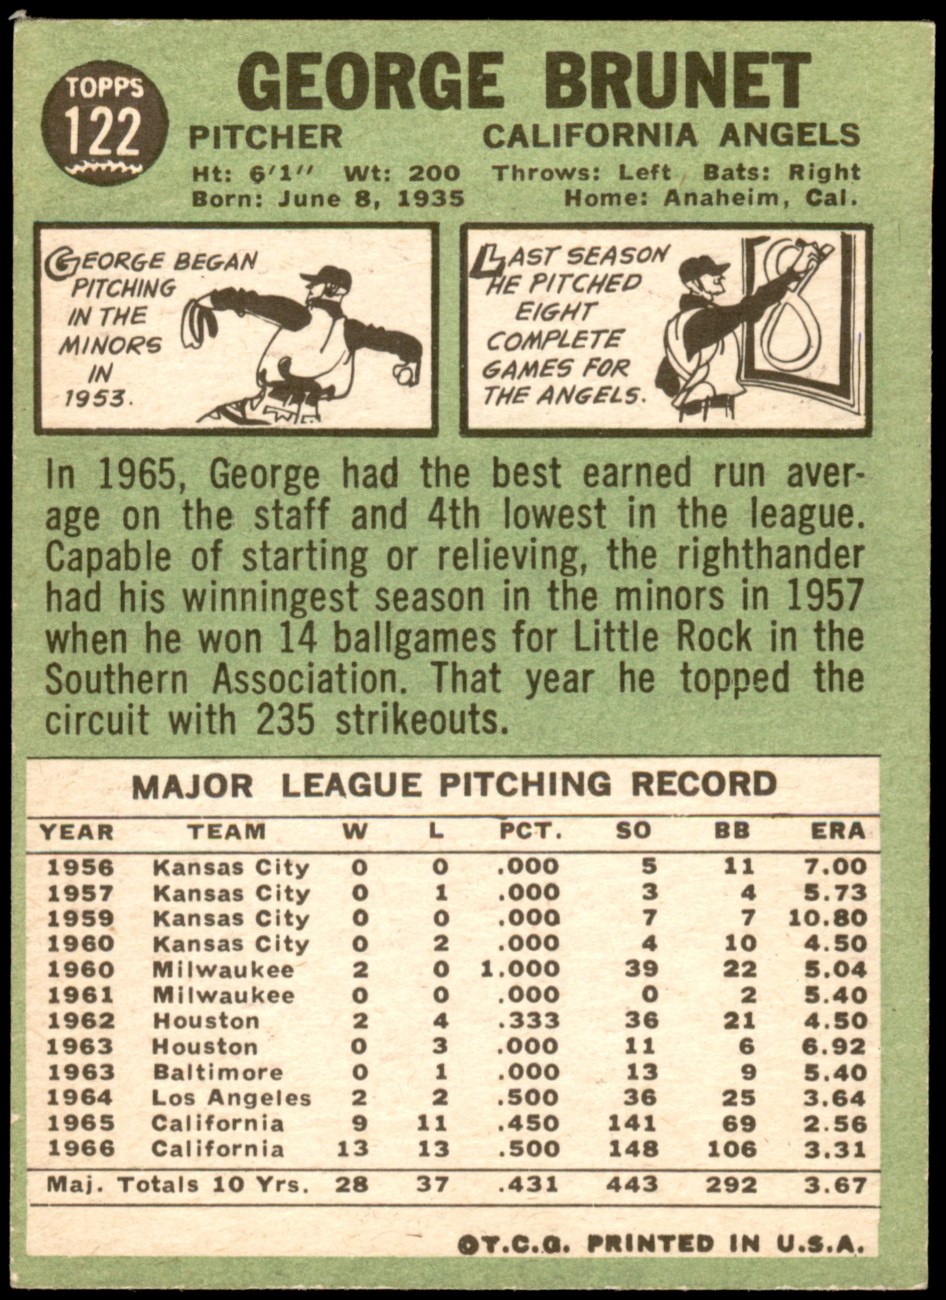 TOPPS
122
GEORGE BRUNET
PITCHER CALIFORNIA ANGELS
Ht: 6'1" Wt: 200 Throws: Left Bats: Right
Born: June 8, 1935 Home: Anaheim, Cal.
GEORGE BEGAN
PITCHING
IN THE
MINORS
IN
1953.
LAST SEASON
HE PITCHED
EIGHT
COMPLETE
GAMES FOR
THE ANGELS.
8
In 1965, George had the best earned run aver-
age on the staff and 4th lowest in the league.
Capable of starting or relieving, the righthander
had his winningest season in the minors in 1957
when he won 14 ballgames for Little Rock in the
Southern Association. That year he topped the
circuit with 235 strikeouts.
MAJOR LEAGUE PITCHING RECORD
YEAR TEAM W L PCT. SO BB ERA
1956 Kansas City 0 0 .000 5 11 7.00
1957 Kansas City 0 1 .000 3 4 5.73
1959 Kansas City 0 0 .000 7 7 10.80
1960 Kansas City 0 2 .000 4 10 4.50
1960 Milwaukee 2 0 1.000 39 22 5.04
1961 Milwaukee 0 0 .000 0 2 5.40
1962 Houston 2 4 .333 36 21 4.50
1963 Houston 0 3 .000 11 6 6.92
1963 Baltimore 0 1 .000 13 9 5.40
1964 Los Angeles 2 2 .500 36 25 3.64
1965 California 9 11 .450 141 69 2.56
1966 California 13 13 .500 148 106 3.31
Maj. Totals 10 Yrs. 28 37 .431 443 292 3.67
©T.C.G. PRINTED IN U.S.A.